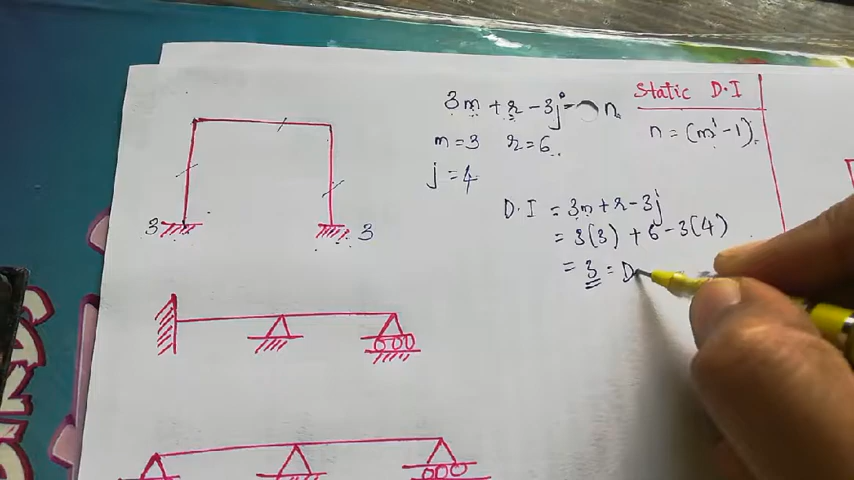 3m + r - 3j - n
Static D.I
m = 3 r = 6
n = (m' - 1)
j = 4
D.I = 3m + r - 3j
= 3(3) + 6 - 3(4)
= 3 = D
3
3